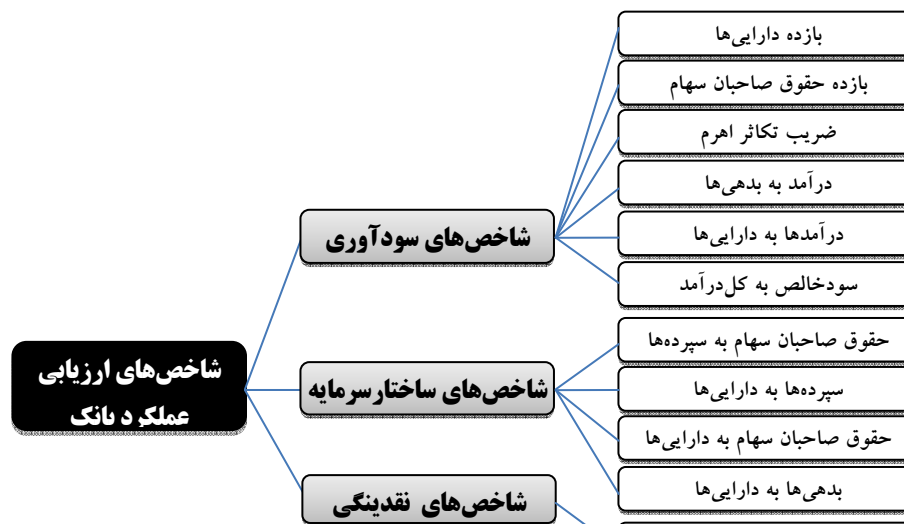 شاخص‌های ارزیابی
عملکرد بانک
شاخص‌های سودآوری
بازده دارایی‌ها
بازده حقوق صاحبان سهام
ضریب تکاثر اهرم
درآمد به بدهی‌ها
درآمدها به دارایی‌ها
سودخالص به کل‌درآمد
شاخص‌های ساختارسرمایه
حقوق صاحبان سهام به سپرده‌ها
سپرده‌ها به دارایی‌ها
حقوق صاحبان سهام به دارایی‌ها
بدهی‌ها به دارایی‌ها
شاخص‌های نقدینگی